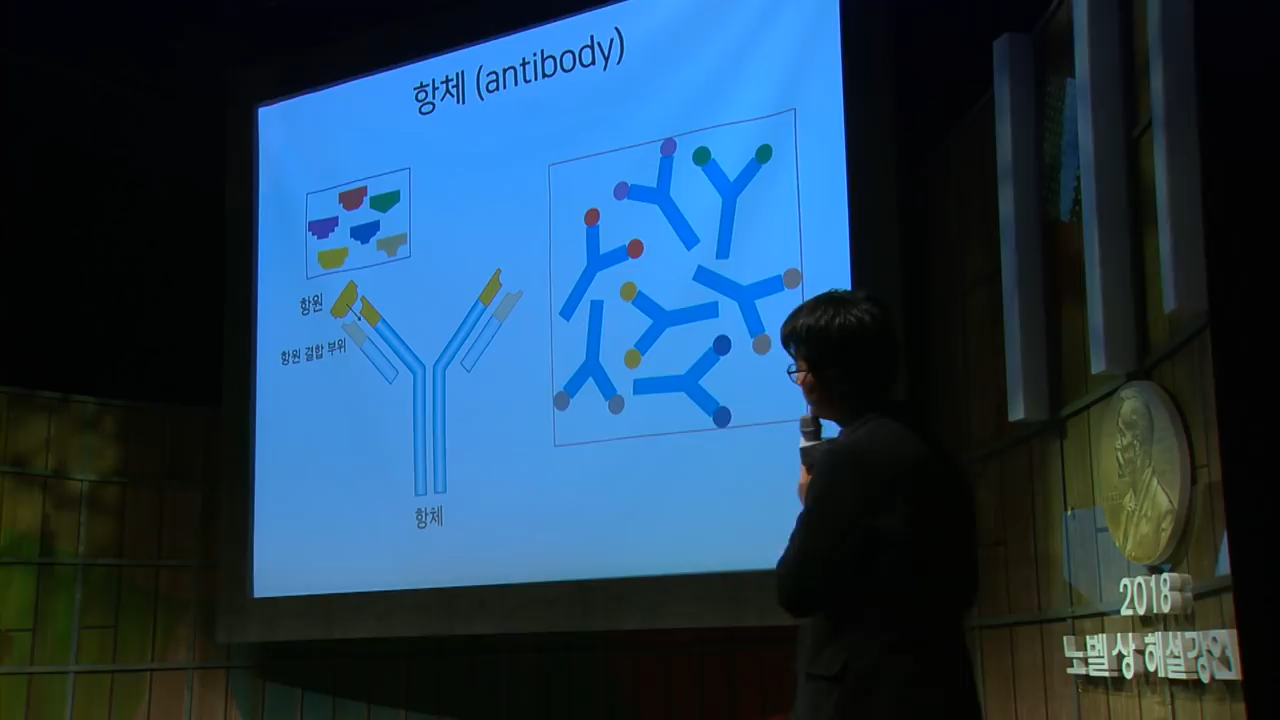 항체 (antibody)
항원
항원 결합 부위
항체
2018
노벨상 해설강연